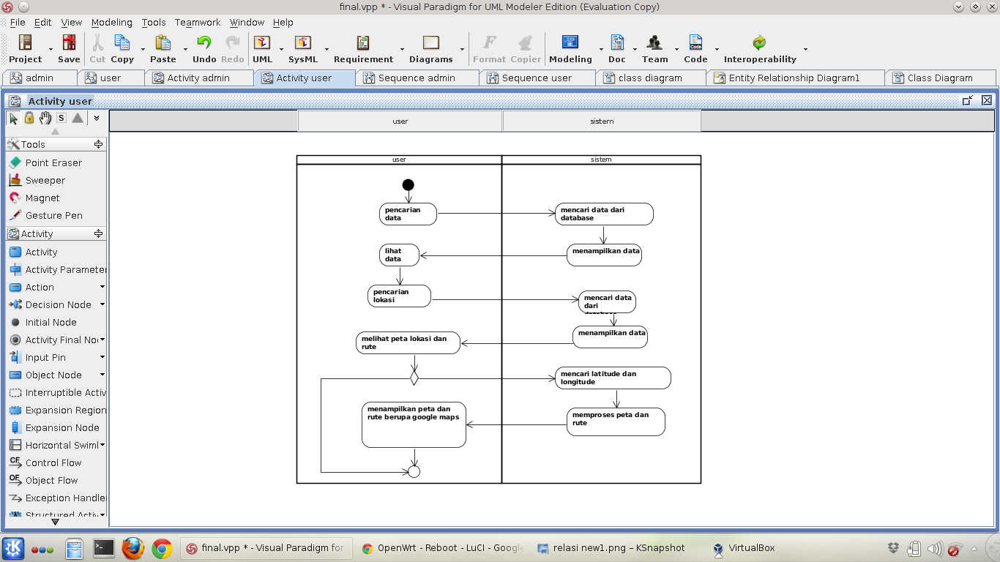 final.vpp * - Visual Paradigm for UML Modeler Edition (Evaluation Copy)
File Edit View Modeling Tools Teamwork Window Help
Project Save Cut Copy Paste Undo Redo UML SysML Requirement Diagrams Format Copier Modeling Doc Team Code Interoperability
admin user Activity admin Activity user Sequence admin Sequence user class diagram Entity Relationship Diagram1 Class Diagram
Activity user
S
user sistem
Tools
Point Eraser
Sweeper
Magnet
Gesture Pen
Activity
Activity
Activity Parameter
Action
Decision Node
Initial Node
Activity Final No
Input Pin
Object Node
Interruptible Activ
Expansion Region
Expansion Node
Horizontal Swiml
CF Control Flow
OF Object Flow
Exception Handle
Structured Activ
user sistem
pencarian
data
mencari data dari
database
lihat
data
menampilkan data
pencarian
lokasi
mencari data
dari
database
menampilkan data
melihat peta lokasi dan
rute
mencari latitude dan
longitude
menampilkan peta dan
rute berupa google maps
memproses peta dan
rute
final.vpp * - Visual Paradigm for OpenWrt - Reboot - LuCI - Google relasi new1.png – KSnapshot VirtualBox